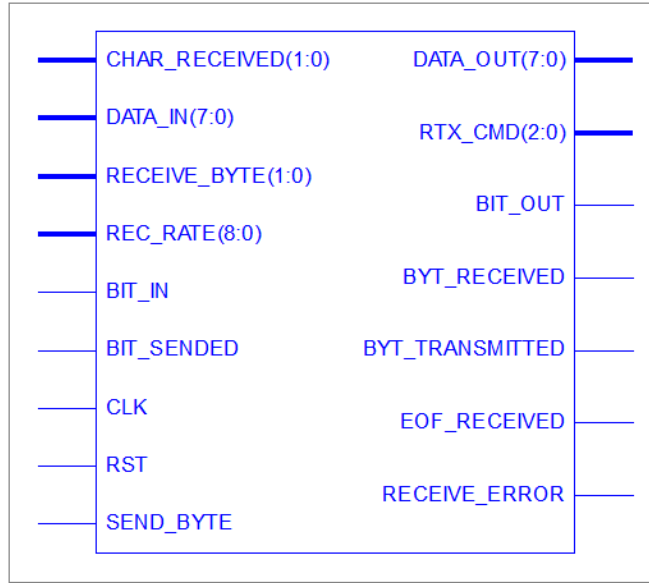 CHAR_RECEIVED(1:0)
DATA_IN(7:0)
RECEIVE_BYTE(1:0)
REC_RATE(8:0)
BIT_IN
BIT_SENDED
CLK
RST
SEND_BYTE
DATA_OUT(7:0)
RTX_CMD(2:0)
BIT_OUT
BYT_RECEIVED
BYT_TRANSMITTED
EOF_RECEIVED
RECEIVE_ERROR